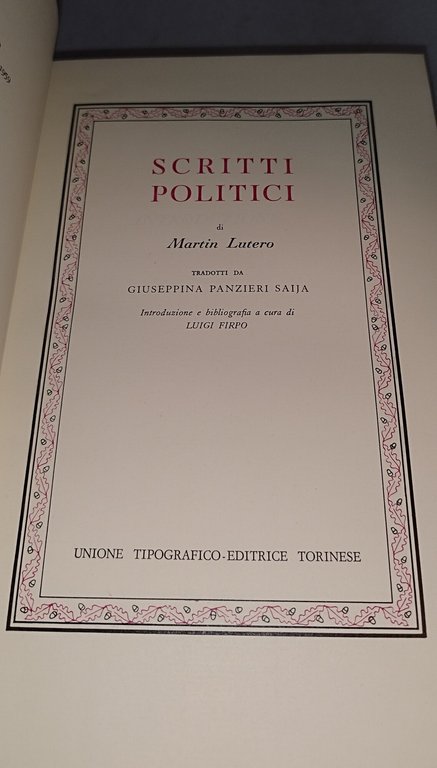 1959
SCRITTI
POLITICI
di
Martin Lutero
TRADOTTI DA
GIUSEPPINA PANZIERI SAIJA
Introduzione e bibliografia a cura di
LUIGI FIRPO
UNIONE TIPOGRAFICO-EDITRICE TORINESE